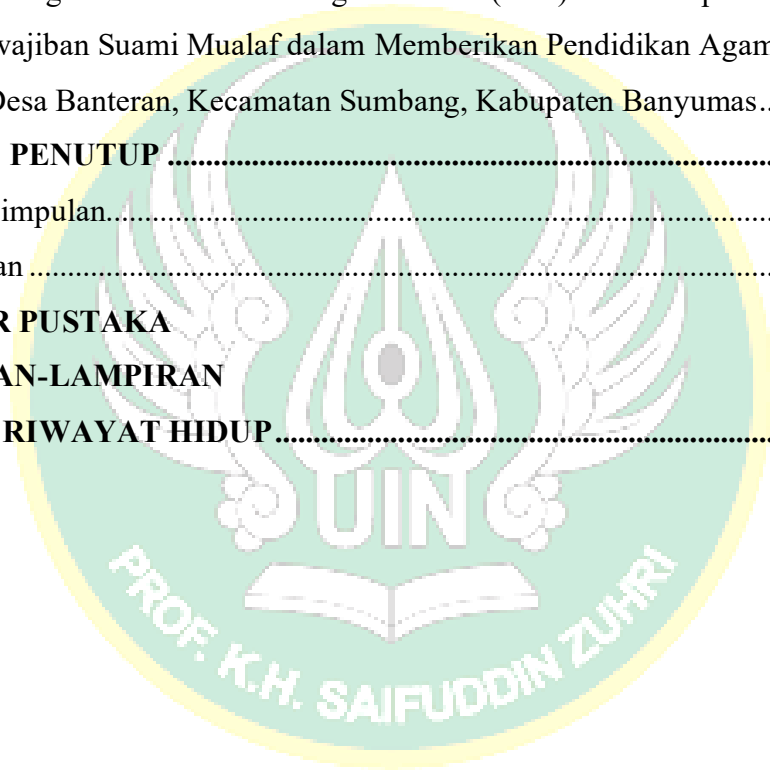 wajiban Suami Mualaf dalam Memberikan Pendidikan Agam
Desa Banteran, Kecamatan Sumbang, Kabupaten Banyumas..
PENUTUP ................................................................................
impulan................................................................................
an ................................................................................
R PUSTAKA
AN-LAMPIRAN
RIWAYAT HIDUP................................................................
UIN
PROF. K.H. SAIFUDDIN ZUHRI